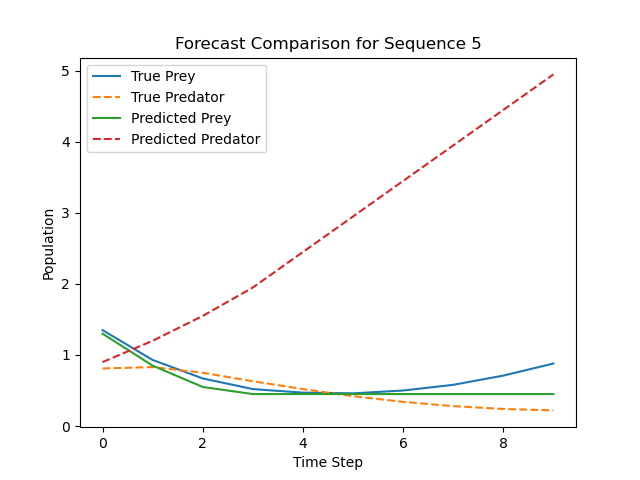 Forecast Comparison for Sequence 5
True Prey
True Predator
Predicted Prey
Predicted Predator
Population
5
4
3
2
1
0
0 2 4 6 8
Time Step